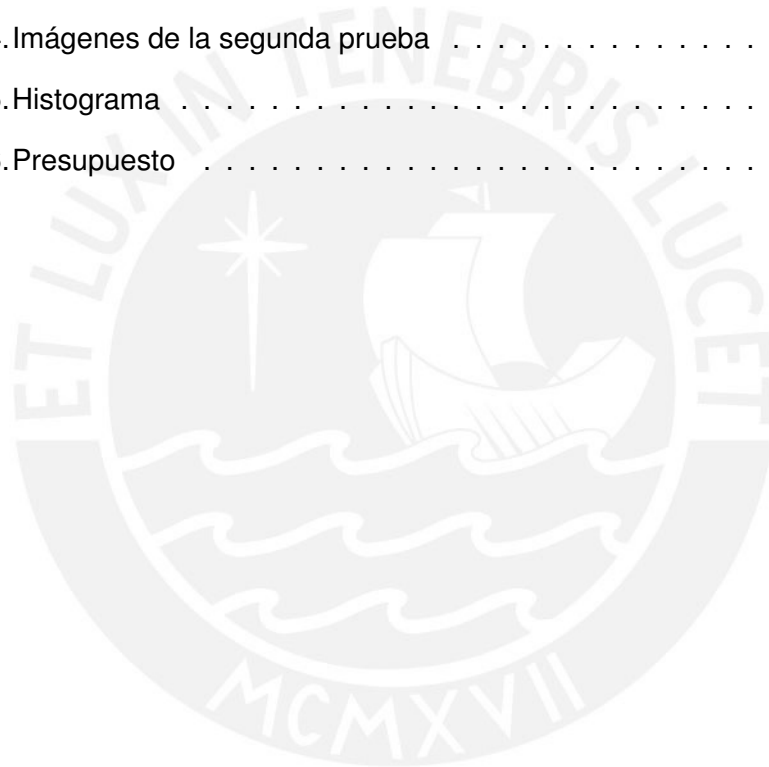 .Imágenes de la segunda prueba . . . . . . . . . . . . . .
.Histograma . . . . . . . . . . . . . . . . . . . . . . . . . .
.Presupuesto . . . . . . . . . . . . . . . . . . . . . . . . .
ET LUX IN TENEBRIS LUCET
MCMXVII